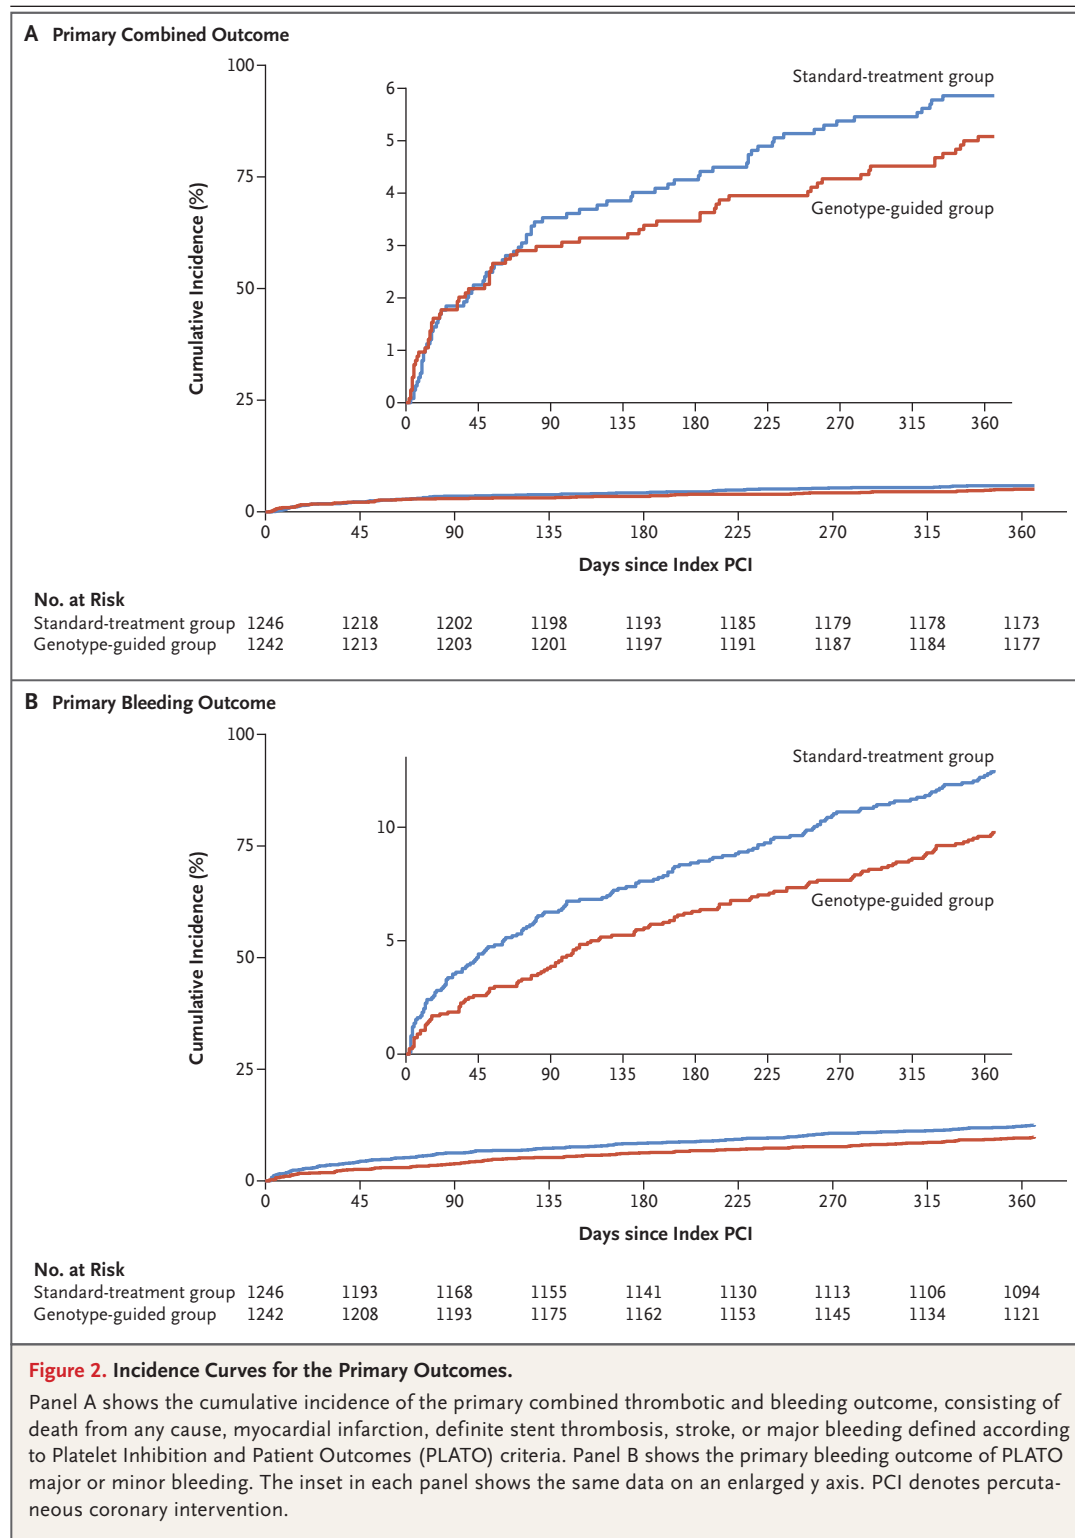 A Primary Combined Outcome
100
75
50
25
0
Cumulative Incidence (%)
6
5
4
3
2
1
0
Standard-treatment group
Genotype-guided group
0 45 90 135 180 225 270 315 360
0 45 90 135 180 225 270 315 360
Days since Index PCI
No. at Risk
Standard-treatment group 1246 1218 1202 1198 1193 1185 1179 1178 1173
Genotype-guided group 1242 1213 1203 1201 1197 1191 1187 1184 1177
B Primary Bleeding Outcome
100
75
50
25
0
Cumulative Incidence (%)
10
5
0
Standard-treatment group
Genotype-guided group
0 45 90 135 180 225 270 315 360
0 45 90 135 180 225 270 315 360
Days since Index PCI
No. at Risk
Standard-treatment group 1246 1193 1168 1155 1141 1130 1113 1106 1094
Genotype-guided group 1242 1208 1193 1175 1162 1153 1145 1134 1121
Figure 2. Incidence Curves for the Primary Outcomes.
Panel A shows the cumulative incidence of the primary combined thrombotic and bleeding outcome, consisting of
death from any cause, myocardial infarction, definite stent thrombosis, stroke, or major bleeding defined according
to Platelet Inhibition and Patient Outcomes (PLATO) criteria. Panel B shows the primary bleeding outcome of PLATO
major or minor bleeding. The inset in each panel shows the same data on an enlarged y axis. PCI denotes percuta-
neous coronary intervention.